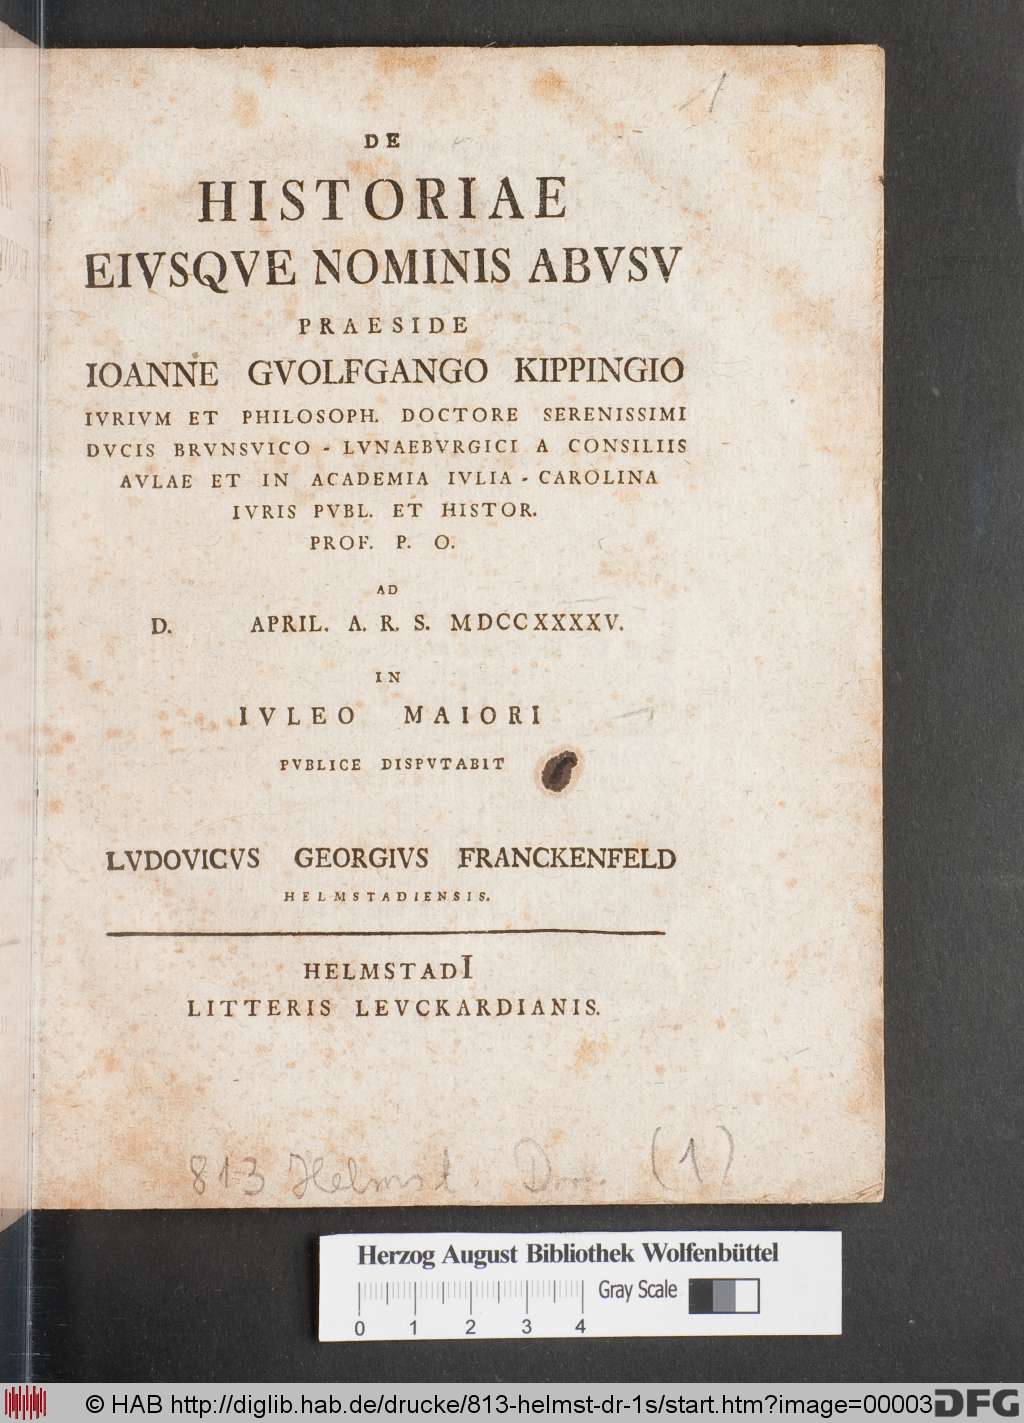 1
DE
HISTORIAE
EIVSQVE NOMINIS ABVSV
PRAESIDE
IOANNE GVOLFGANGO KIPPINGIO
IVRIVM ET PHILOSOPH. DOCTORE SERENISSIMI
DVCIS BRVNSVICO - LVNAEBVRGICI A CONSILIIS
AVLAE ET IN ACADEMIA IVLIA - CAROLINA
IVRIS PVBL. ET HISTOR.
PROF. P. O.
AD
D. APRIL. A. R. S. MDCCXXXXV.
IN
IVLEO MAIORI
PVBLICE DISPVTABIT
LVDOVICVS GEORGIVS FRANCKENFELD
HELMSTADIENSIS.
HELMSTADI
LITTERIS LEVCKARDIANIS.
813 Helmst. (1)
Herzog August Bibliothek Wolfenbüttel
Gray Scale
0 1 2 3 4
© HAB http://diglib.hab.de/drucke/813-helmst-dr-1s/start.htm?image=00003
DFG